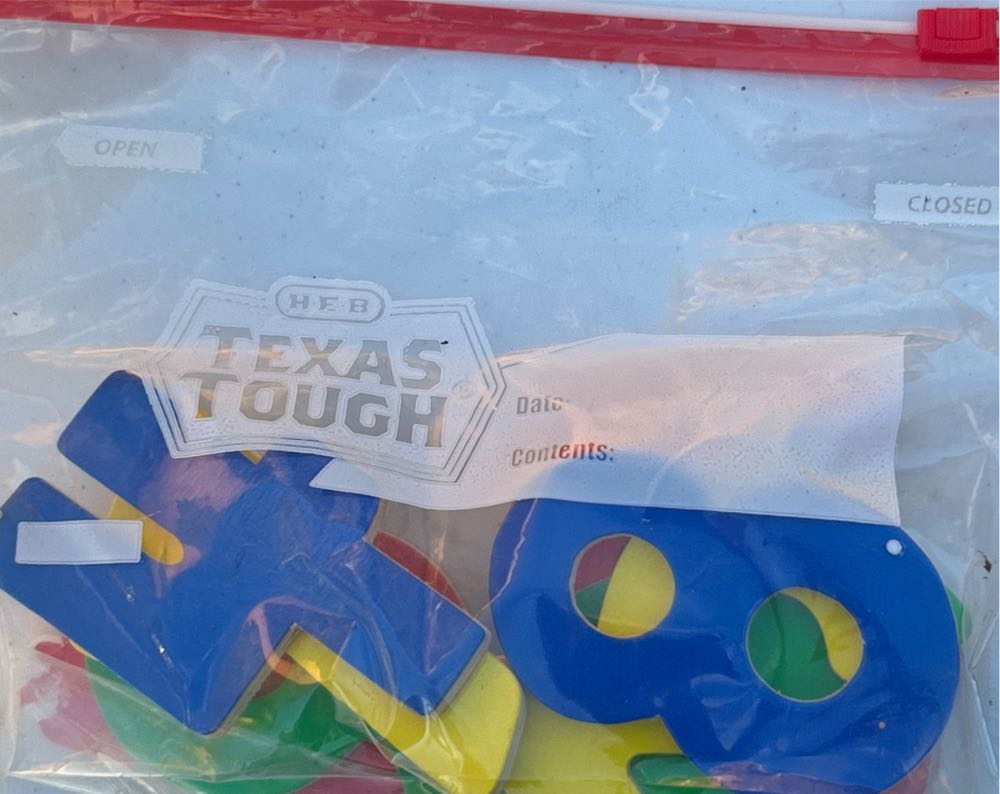 OPEN
CLOSED
H-E-B
TEXAS
TOUGH
Date:
Contents: